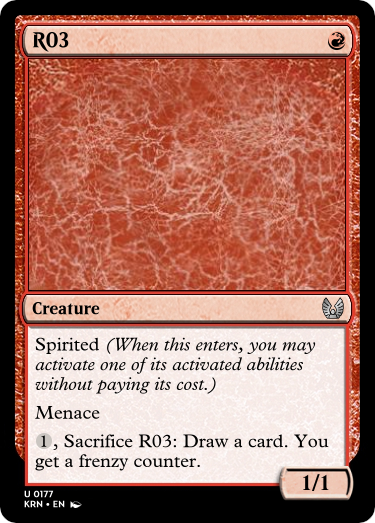 R03
Creature
Spirited (When this enters, you may
activate one of its activated abilities
without paying its cost.)
Menace
1, Sacrifice R03: Draw a card. You
get a frenzy counter.
1/1
U 0177
KRN • EN